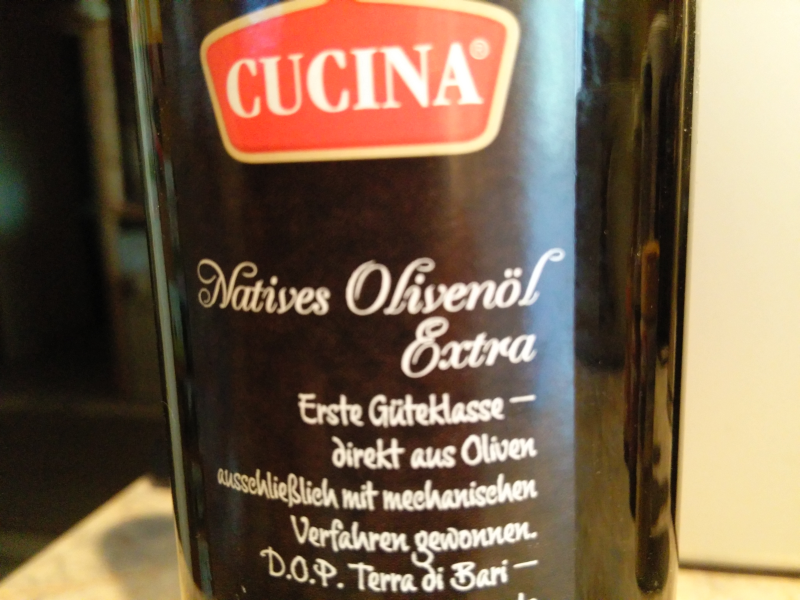 CUCINA®
Natives Olivenöl
Extra
Erste Güteklasse –
direkt aus Oliven
ausschließlich mit mechanischen
Verfahren gewonnen.
D.O.P. Terra di Bari –